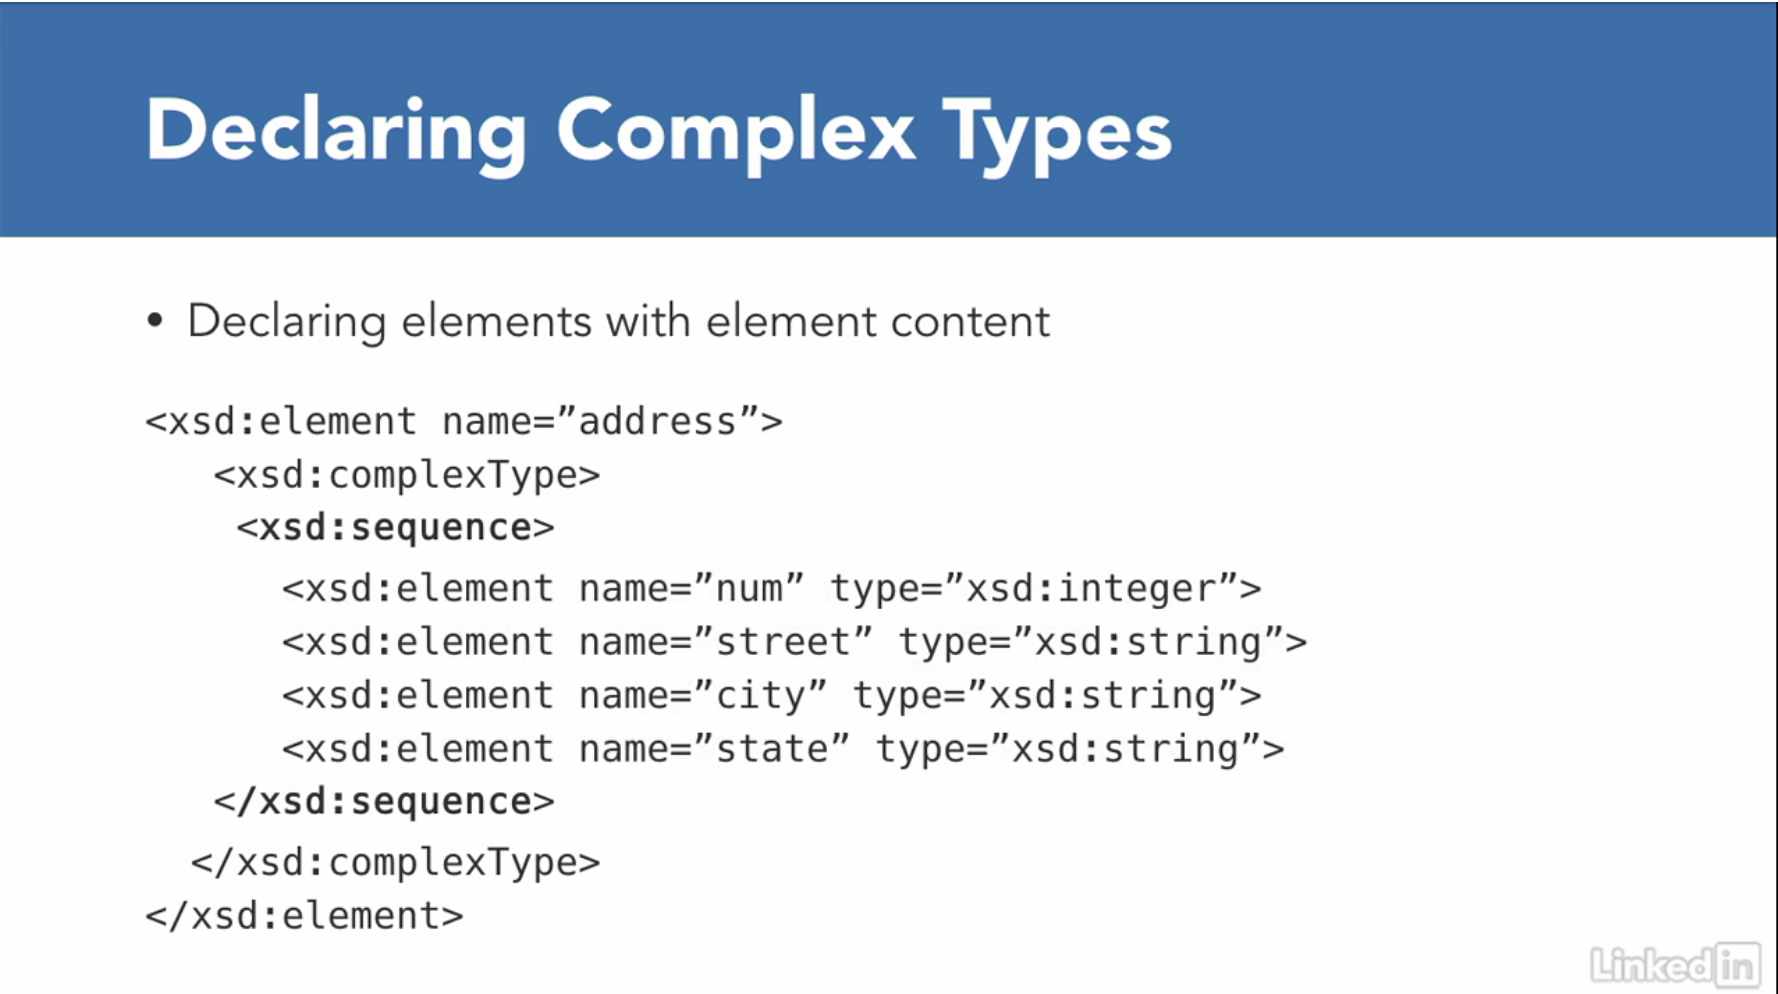 Declaring Complex Types
• Declaring elements with element content
<xsd:element name=”address”>
<xsd:complexType>
<xsd:sequence>
<xsd:element name=”num” type=”xsd:integer”>
<xsd:element name=”street” type=”xsd:string”>
<xsd:element name=”city” type=”xsd:string”>
<xsd:element name=”state” type=”xsd:string”>
</xsd:sequence>
</xsd:complexType>
</xsd:element>
Linked in